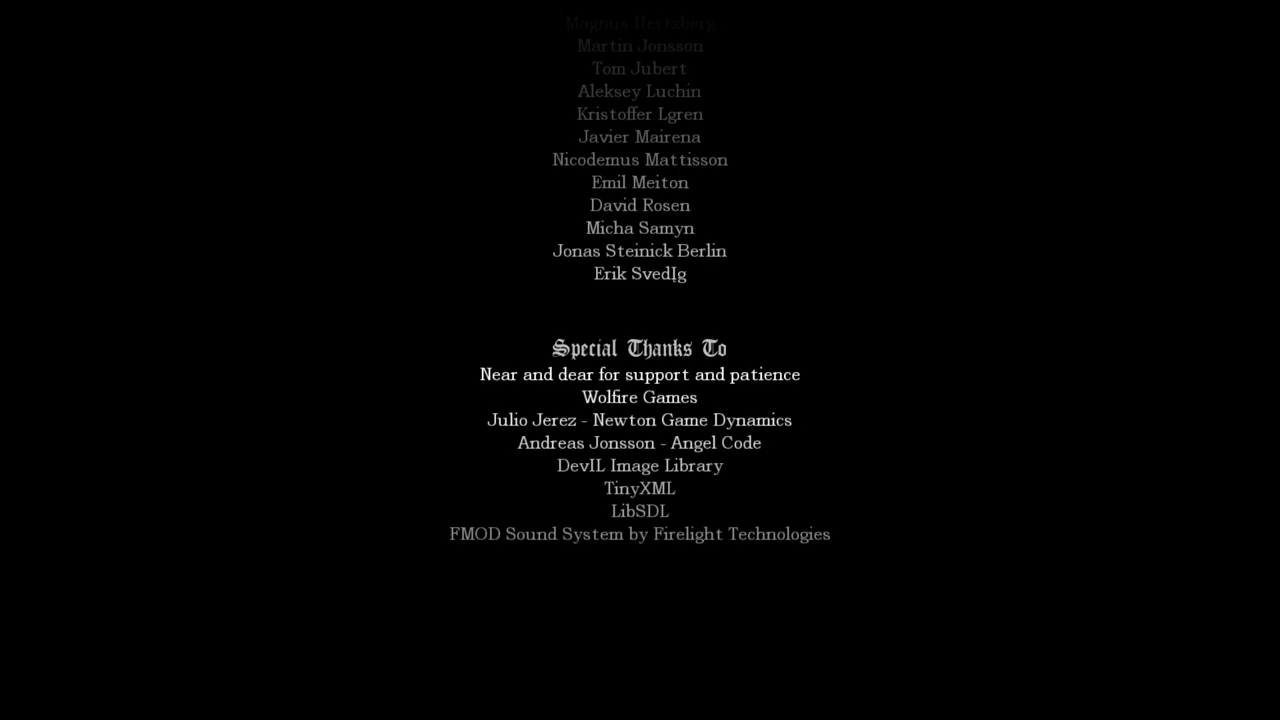 Magnus Hertzberg
Martin Jonsson
Tom Jubert
Aleksey Luchin
Kristoffer Lgren
Javier Mairena
Nicodemus Mattisson
Emil Meiton
David Rosen
Micha Samyn
Jonas Steinick Berlin
Erik SvedĮg
Special Thanks To
Near and dear for support and patience
Wolfire Games
Julio Jerez - Newton Game Dynamics
Andreas Jonsson - Angel Code
DevIL Image Library
TinyXML
LibSDL
FMOD Sound System by Firelight Technologies